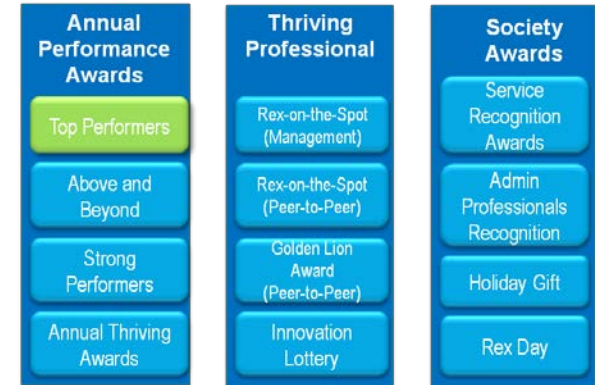 Annual
Performance
Awards
Top Performers
Above and
Beyond
Strong
Performers
Annual Thriving
Awards
Thriving
Professional
Rex-on-the-Spot
(Management)
Rex-on-the-Spot
(Peer-to-Peer)
Golden Lion
Award
(Peer-to-Peer)
Innovation
Lottery
Society
Awards
Service
Recognition
Awards
Admin
Professionals
Recognition
Holiday Gift
Rex Day